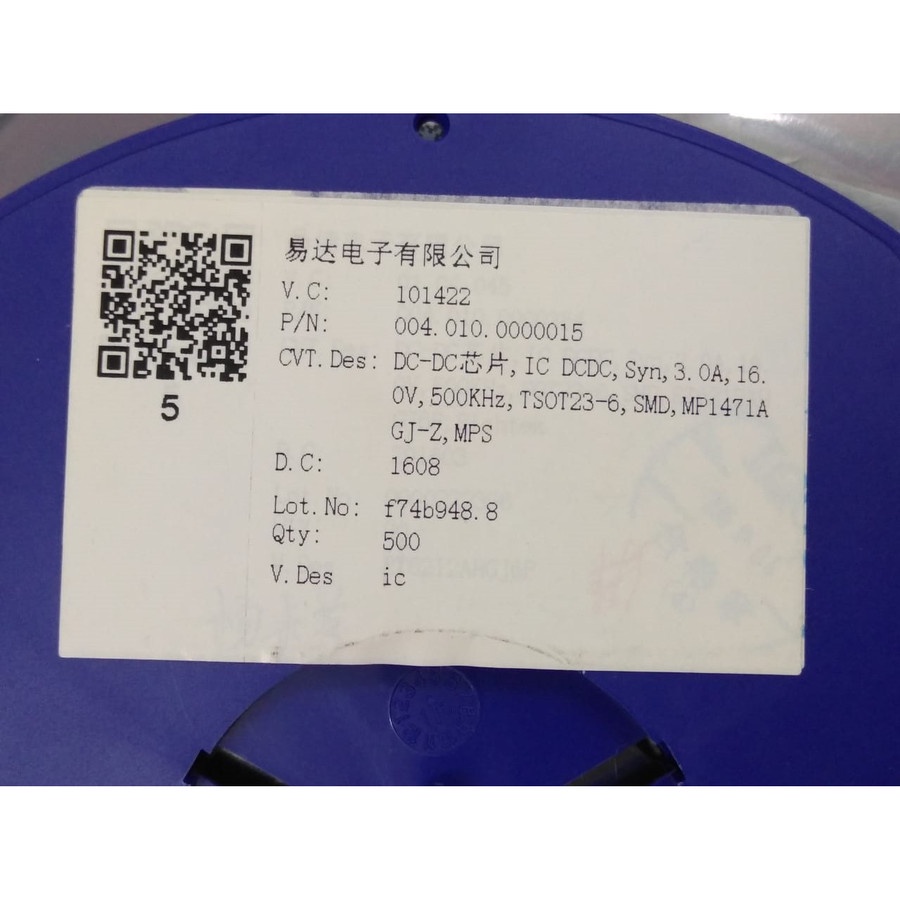 易达电子有限公司
V.C: 101422
P/N: 004.010.0000015
CVT.Des: DC-DC芯片,IC DCDC,Syn,3.0A,16.
0V,500KHz,TSOT23-6,SMD,MP1471A
GJ-Z,MPS
5
D.C: 1608
Lot.No: f74b948.8
Qty: 500
V.Des ic